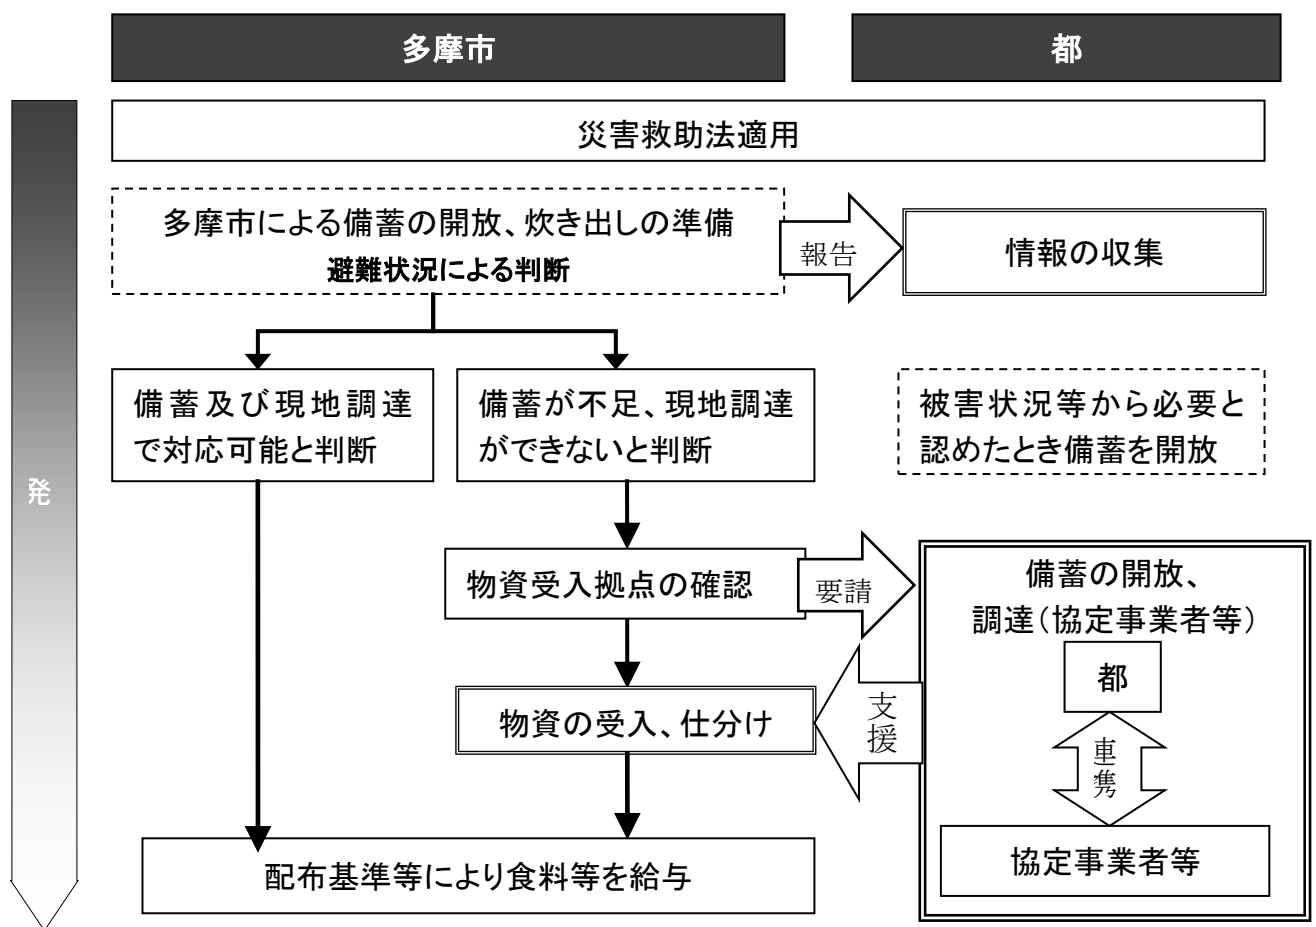 多摩市
都
災害救助法適用
多摩市による備蓄の開放、炊き出しの準備
避難状況による判断
報告
情報の収集
備蓄及び現地調達
で対応可能と判断
備蓄が不足、現地調達
ができないと判断
被害状況等から必要と
認めたとき備蓄を開放
発
物資受入拠点の確認
要請
備蓄の開放、
調達（協定事業者等）
都
物資の受入、仕分け
支援
協定事業者等
配布基準等により食料等を給与